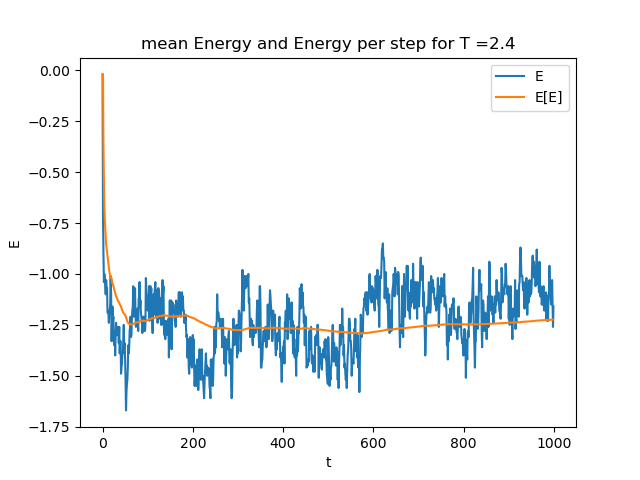 mean Energy and Energy per step for T =2.4
E
E[E]
0.00
−0.25
−0.50
−0.75
−1.00
−1.25
−1.50
−1.75
E
0 200 400 600 800 1000
t